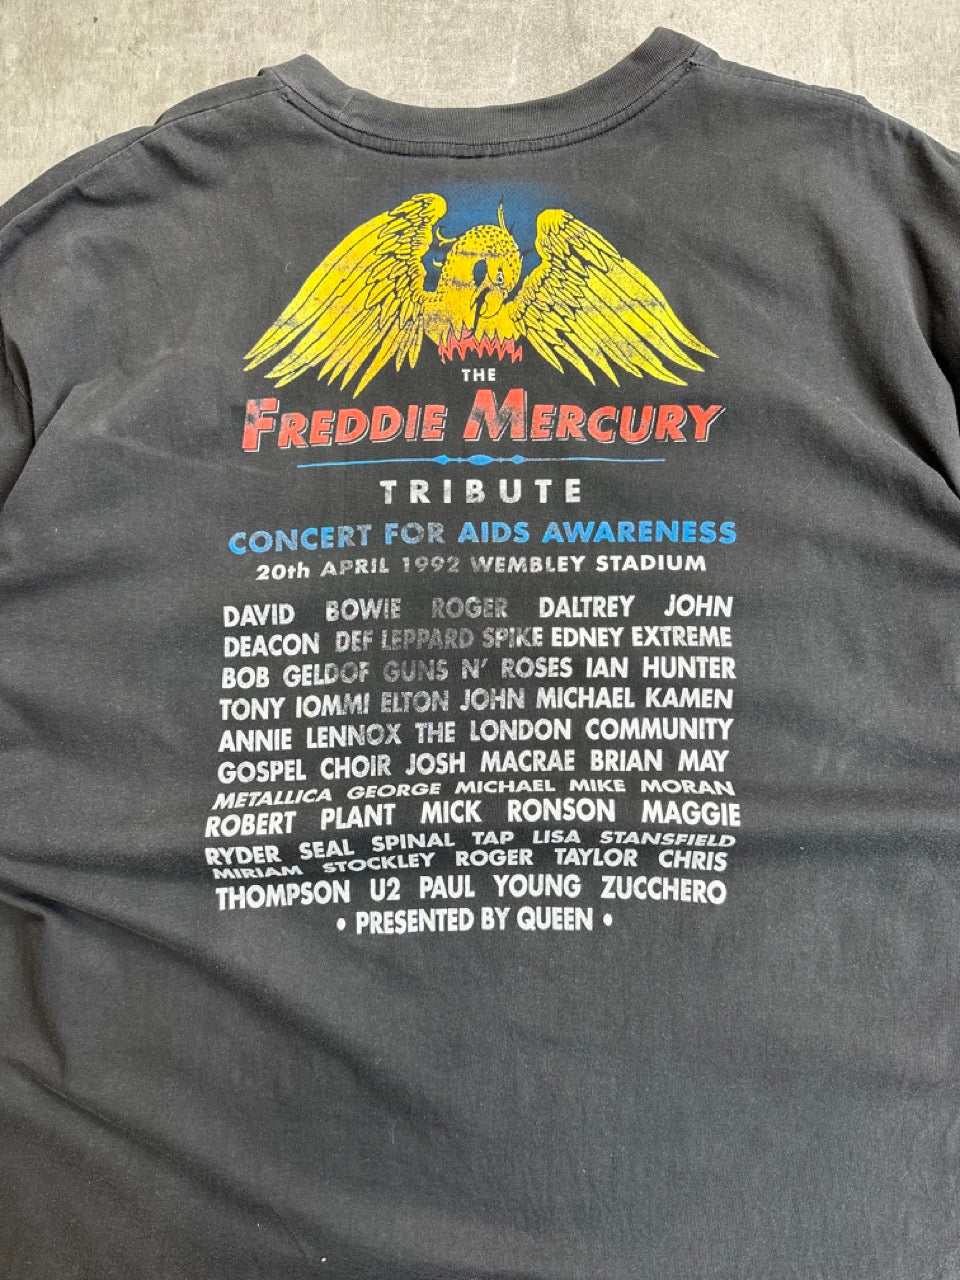 THE
FREDDIE MERCURY
TRIBUTE
CONCERT FOR AIDS AWARENESS
20th APRIL 1992 WEMBLEY STADIUM
DAVID BOWIE ROGER DALTREY JOHN
DEACON DEF LEPPARD SPIKE EDNEY EXTREME
BOB GELDOF GUNS N' ROSES IAN HUNTER
TONY IOMMI ELTON JOHN MICHAEL KAMEN
ANNIE LENNOX THE LONDON COMMUNITY
GOSPEL CHOIR JOSH MACRAE BRIAN MAY
METALLICA GEORGE MICHAEL MIKE MORAN
ROBERT PLANT MICK RONSON MAGGIE
RYDER SEAL SPINAL TAP LISA STANSFIELD
MIRIAM STOCKLEY ROGER TAYLOR CHRIS
THOMPSON U2 PAUL YOUNG ZUCCHERO
• PRESENTED BY QUEEN •